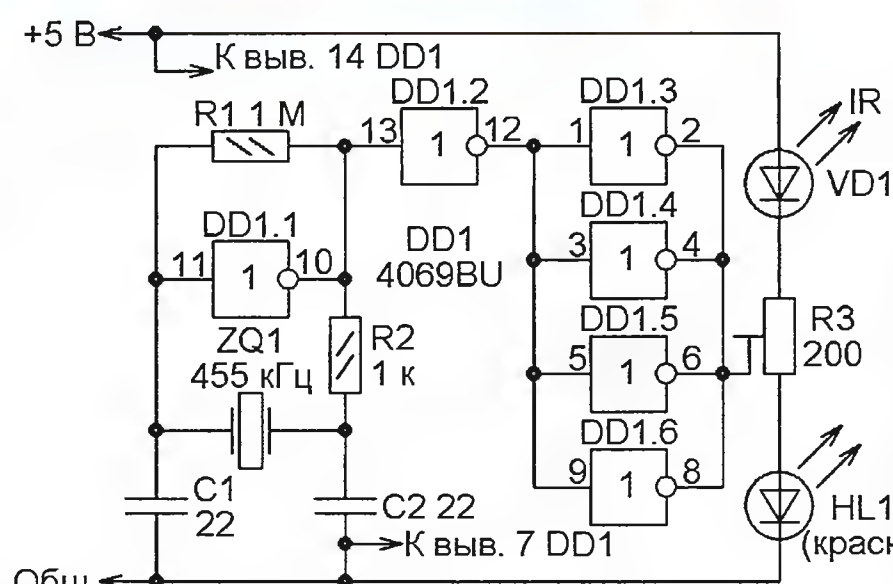 +5 В
К выв. 14 DD1
R1 1 М
DD1.2
DD1.3
IR
13
1
12
1
1
2
VD1
DD1.1
DD1.4
11
1
10
DD1
4069BU
3
1
4
ZQ1
455 кГц
R2
1 к
DD1.5
5
1
6
R3
200
DD1.6
9
1
8
C1
22
C2 22
HL1
К выв. 7 DD1
(красн
Общ